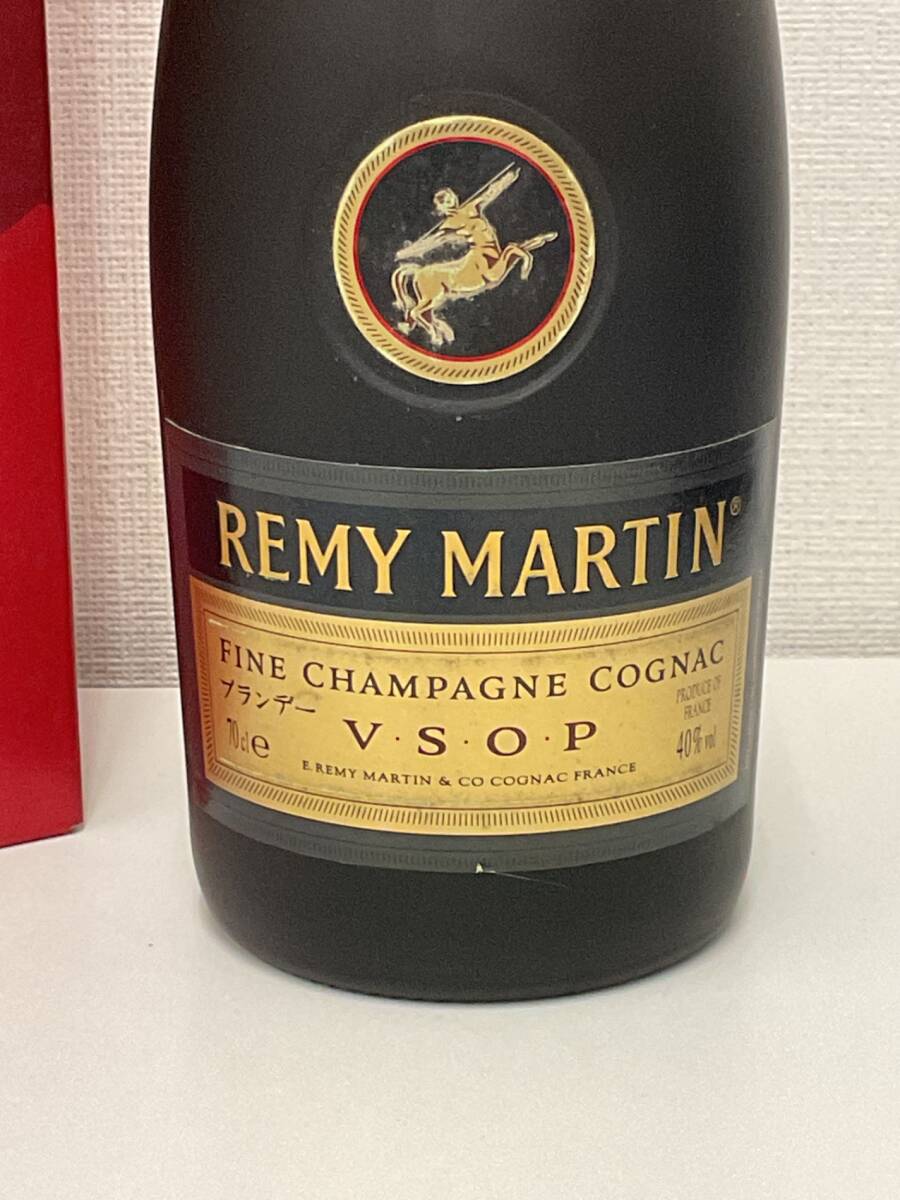 REMY MARTIN®
FINE CHAMPAGNE COGNAC
ブランデー
PRODUCE OF
FRANCE
70cl e
V·S·O·P
40% vol
E. REMY MARTIN & CO COGNAC FRANCE